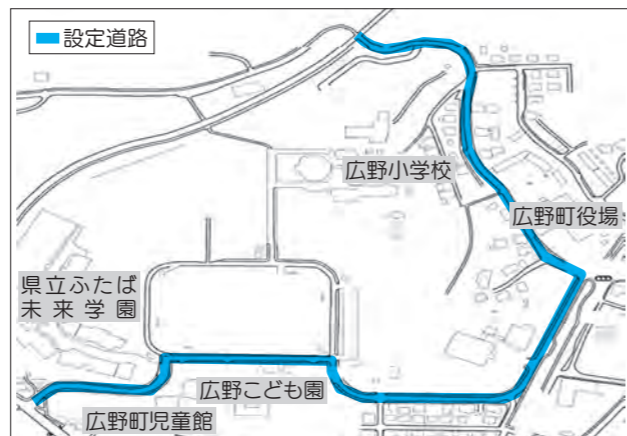 設定道路
広野小学校
広野町役場
県立ふたば
未来学園
広野こども園
広野町児童館